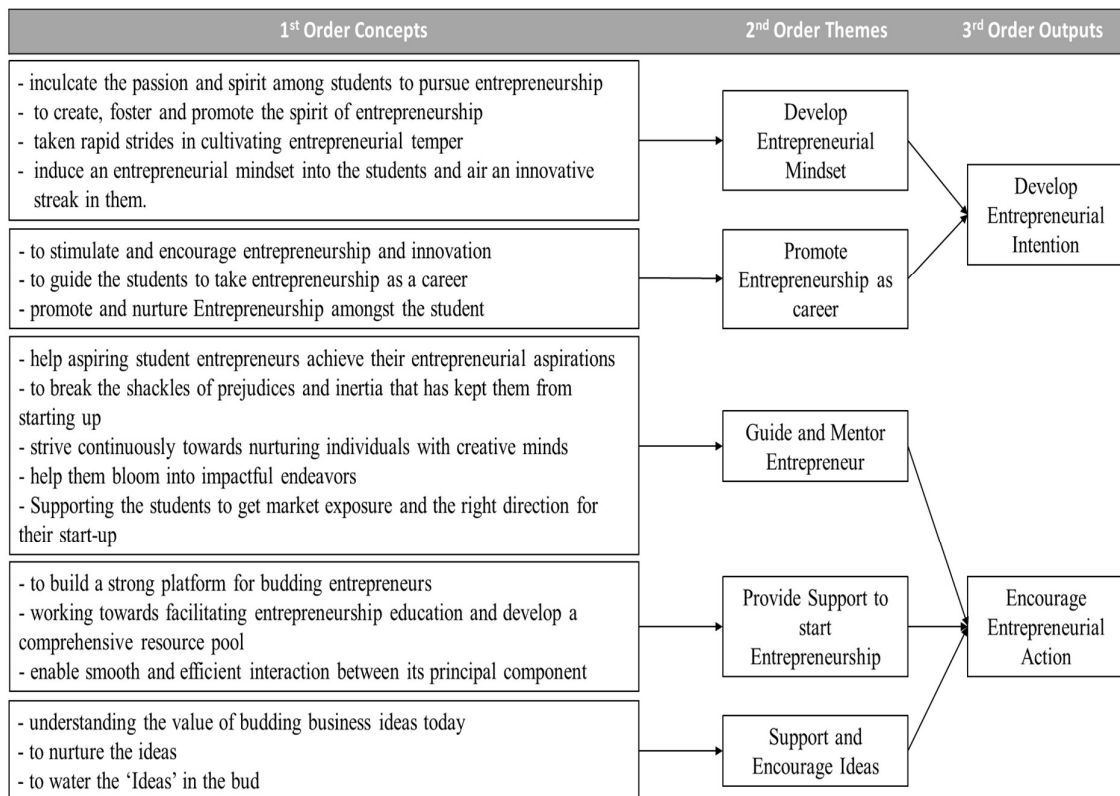 1st Order Concepts
2nd Order Themes
3rd Order Outputs
- inculcate the passion and spirit among students to pursue entrepreneurship
- to create, foster and promote the spirit of entrepreneurship
- taken rapid strides in cultivating entrepreneurial temper
- induce an entrepreneurial mindset into the students and air an innovative
streak in them.
Develop
Entrepreneurial
Mindset
- to stimulate and encourage entrepreneurship and innovation
- to guide the students to take entrepreneurship as a career
- promote and nurture Entrepreneurship amongst the student
Promote
Entrepreneurship as
career
Develop
Entrepreneurial
Intention
- help aspiring student entrepreneurs achieve their entrepreneurial aspirations
- to break the shackles of prejudices and inertia that has kept them from
starting up
- strive continuously towards nurturing individuals with creative minds
- help them bloom into impactful endeavors
- Supporting the students to get market exposure and the right direction for
their start-up
Guide and Mentor
Entrepreneur
- to build a strong platform for budding entrepreneurs
- working towards facilitating entrepreneurship education and develop a
comprehensive resource pool
- enable smooth and efficient interaction between its principal component
Provide Support to
start
Entrepreneurship
- understanding the value of budding business ideas today
- to nurture the ideas
- to water the ‘Ideas’ in the bud
Support and
Encourage Ideas
Encourage
Entrepreneurial
Action